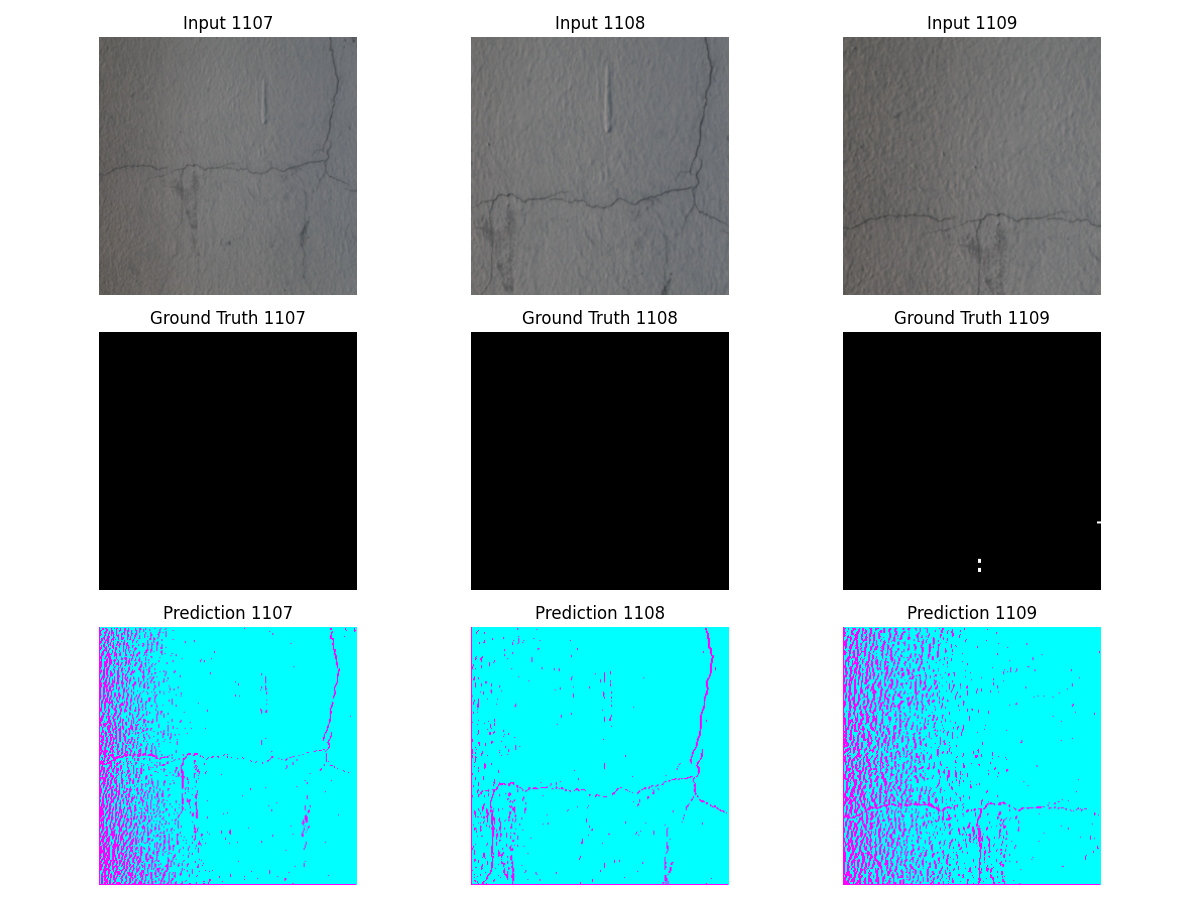 Input 1107
Input 1108
Input 1109
Ground Truth 1107
Ground Truth 1108
Ground Truth 1109
Prediction 1107
Prediction 1108
Prediction 1109